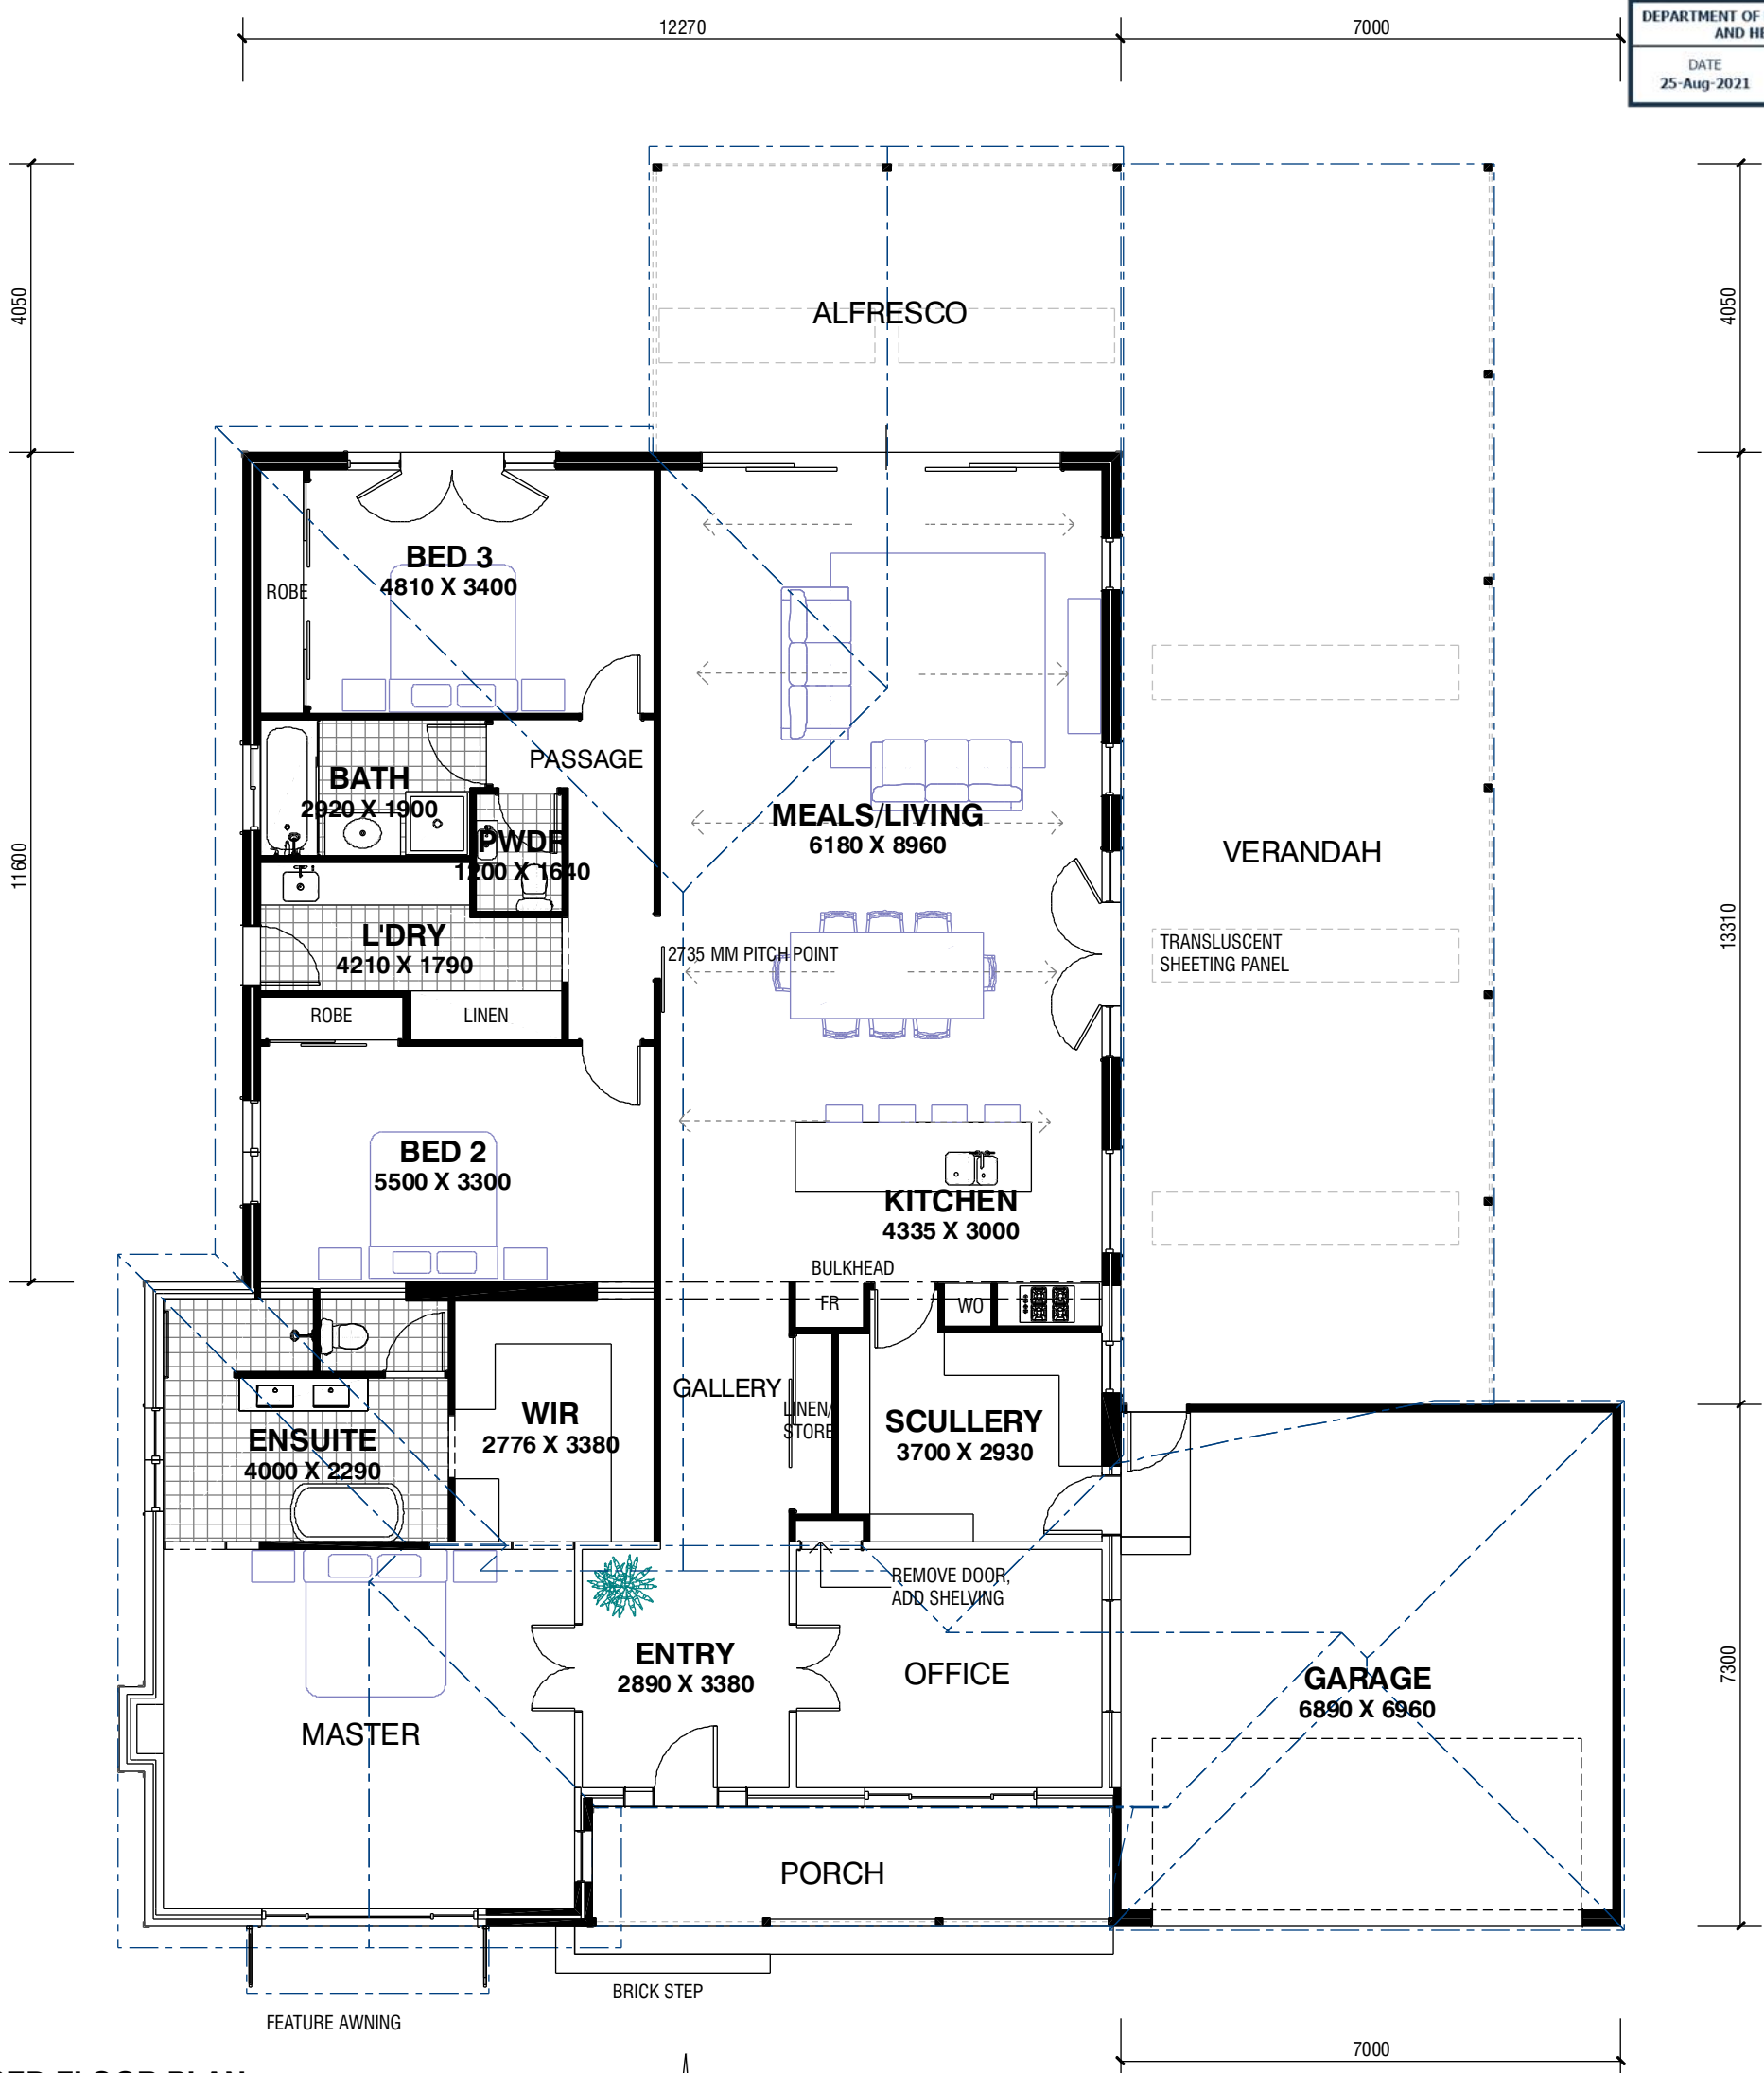 12270
7000
DEPARTMENT OF
DATE
25-Aug-2021
4050
4050
ALFRESCO
BED 3
4810 X 3400
ROBE
PASSAGE
BATH
2920 X 1900
MEALS/LIVING
6180 X 8960
PWDR
1200 X 1640
VERANDAH
11600
13310
L'DRY
4210 X 1790
2735 MM PITCH POINT
TRANSLUSCENT
SHEETING PANEL
ROBE
LINEN
BED 2
5500 X 3300
KITCHEN
4335 X 3000
BULKHEAD
FR
WO
GALLERY
LINEN/
STORE
WIR
2776 X 3380
SCULLERY
3700 X 2930
ENSUITE
4000 X 2290
REMOVE DOOR,
ADD SHELVING
ENTRY
2890 X 3380
OFFICE
GARAGE
6890 X 6960
7300
MASTER
PORCH
BRICK STEP
FEATURE AWNING
7000
FLOOR PLAN